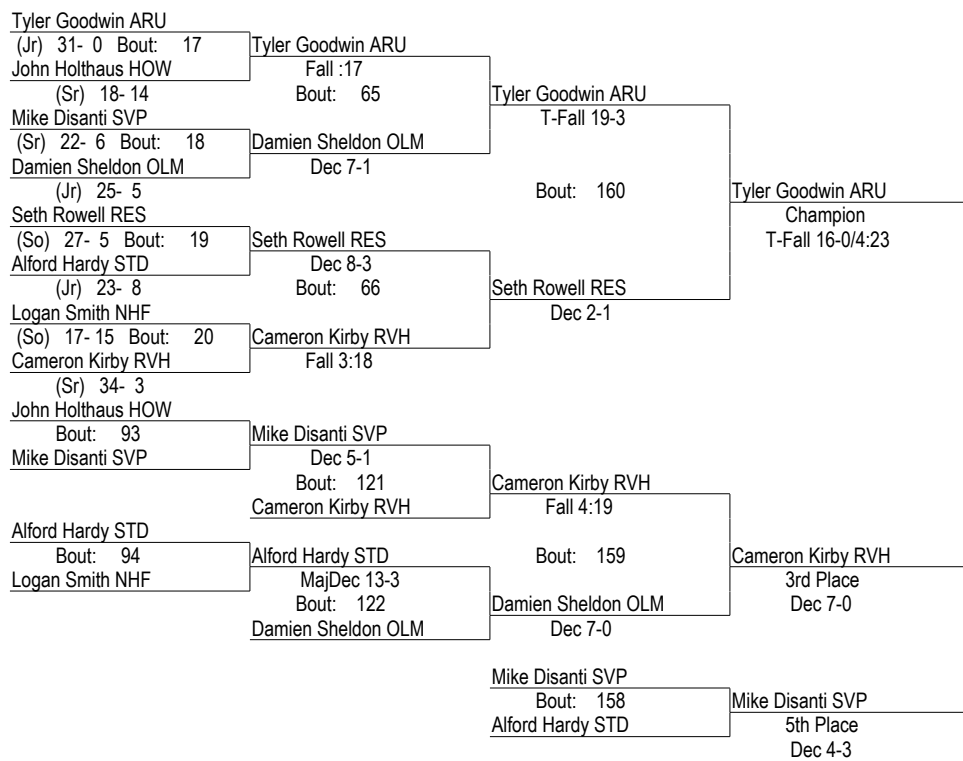 Tyler Goodwin ARU
(Jr) 31- 0 Bout: 17 Tyler Goodwin ARU
John Holthaus HOW Fall :17
(Sr) 18- 14 Bout: 65 Tyler Goodwin ARU
Mike Disanti SVP T-Fall 19-3
(Sr) 22- 6 Bout: 18 Damien Sheldon OLM
Damien Sheldon OLM Dec 7-1
(Jr) 25- 5 Bout: 160 Tyler Goodwin ARU
Seth Rowell RES Champion
(So) 27- 5 Bout: 19 Seth Rowell RES T-Fall 16-0/4:23
Alford Hardy STD Dec 8-3
(Jr) 23- 8 Bout: 66 Seth Rowell RES
Logan Smith NHF Dec 2-1
(So) 17- 15 Bout: 20 Cameron Kirby RVH
Cameron Kirby RVH Fall 3:18
(Sr) 34- 3
John Holthaus HOW
Bout: 93 Mike Disanti SVP
Mike Disanti SVP Dec 5-1
Bout: 121 Cameron Kirby RVH
Cameron Kirby RVH Fall 4:19
Alford Hardy STD
Bout: 94 Alford Hardy STD Bout: 159 Cameron Kirby RVH
Logan Smith NHF MajDec 13-3 3rd Place
Bout: 122 Damien Sheldon OLM Dec 7-0
Damien Sheldon OLM Dec 7-0
Mike Disanti SVP
Bout: 158 Mike Disanti SVP
Alford Hardy STD 5th Place
Dec 4-3